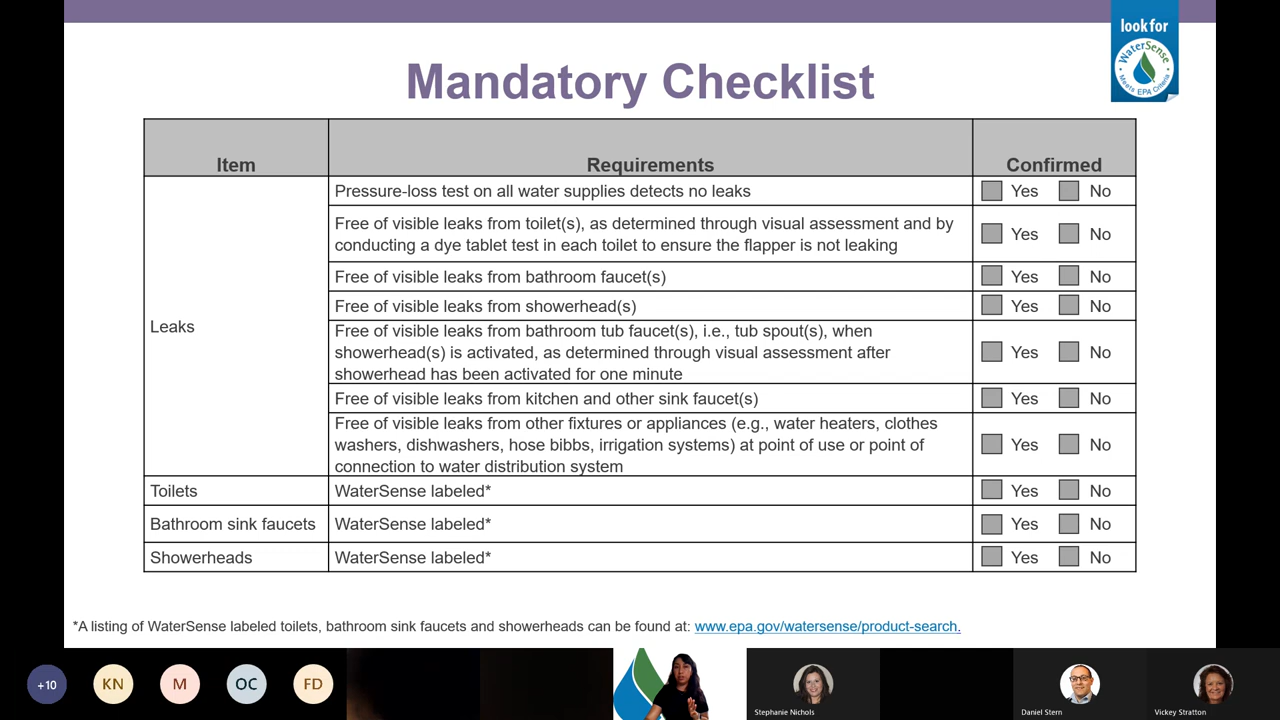 look for
WaterSense
Meets EPA Criteria
Mandatory Checklist
Item Requirements Confirmed
Leaks
Pressure-loss test on all water supplies detects no leaks Yes No
Free of visible leaks from toilet(s), as determined through visual assessment and by
conducting a dye tablet test in each toilet to ensure the flapper is not leaking Yes No
Free of visible leaks from bathroom faucet(s) Yes No
Free of visible leaks from showerhead(s) Yes No
Free of visible leaks from bathroom tub faucet(s), i.e., tub spout(s), when
showerhead(s) is activated, as determined through visual assessment after
showerhead has been activated for one minute Yes No
Free of visible leaks from kitchen and other sink faucet(s) Yes No
Free of visible leaks from other fixtures or appliances (e.g., water heaters, clothes
washers, dishwashers, hose bibbs, irrigation systems) at point of use or point of
connection to water distribution system Yes No
Toilets WaterSense labeled* Yes No
Bathroom sink faucets WaterSense labeled* Yes No
Showerheads WaterSense labeled* Yes No
*A listing of WaterSense labeled toilets, bathroom sink faucets and showerheads can be found at: www.epa.gov/watersense/product-search.
+10 KN M OC FD
Stephanie Nichols Daniel Stern Vickey Stratton